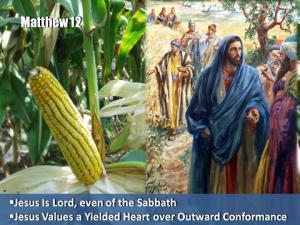 Matthew 12
▪Jesus Is Lord, even of the Sabbath
▪Jesus Values a Yielded Heart over Outward Conformance